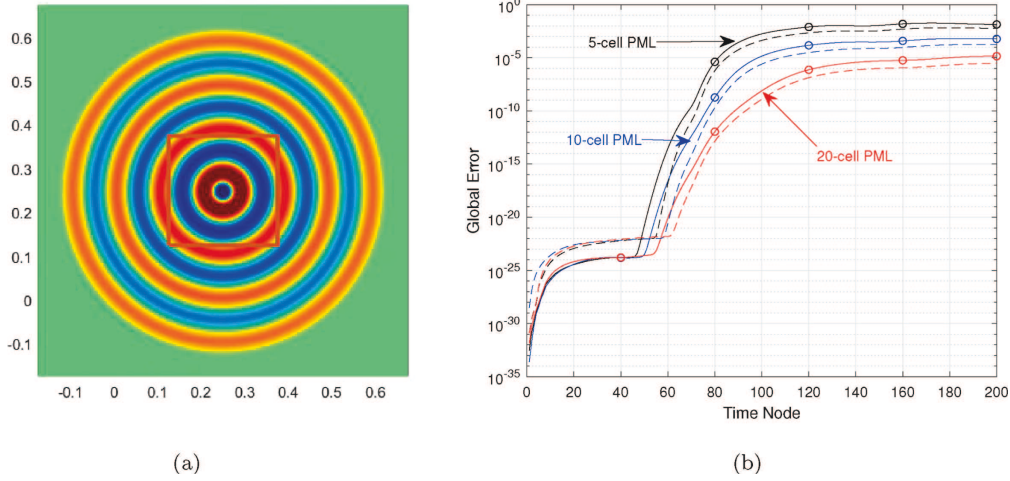 0.6
0.5
0.4
0.3
0.2
0.1
0
-0.1
-0.1 0 0.1 0.2 0.3 0.4 0.5 0.6
(a)
Global Error
10^0
10^-5
10^-10
10^-15
10^-20
10^-25
10^-30
10^-35
5-cell PML
10-cell PML
20-cell PML
0 20 40 60 80 100 120 140 160 180 200
Time Node
(b)